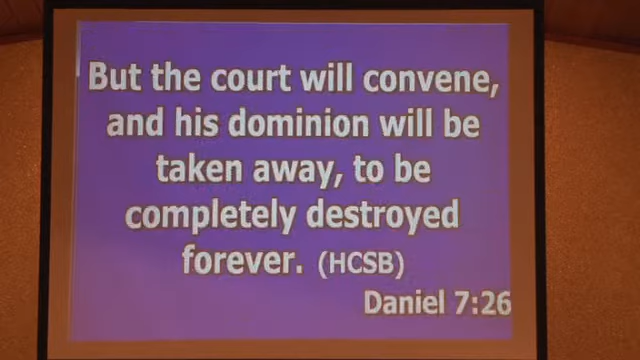 But the court will convene,
and his dominion will be
taken away, to be
completely destroyed
forever. (HCSB)
Daniel 7:26